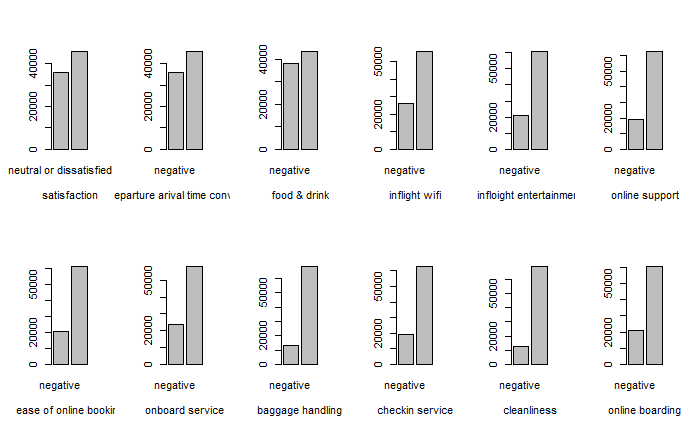 0 20000 40000
0 20000 40000
0 20000 40000
0 20000 50000
0 20000 50000
0 20000 50000
neutral or dissatisfied
negative
negative
negative
negative
negative
satisfaction
eparture arival time conv
food & drink
inflight wifi
infloight entertainmer
online support
0 20000 50000
0 20000 50000
0 20000 50000
0 20000 50000
0 20000 50000
0 20000 50000
negative
negative
negative
negative
negative
negative
ease of online bookin
onboard service
baggage handling
checkin service
cleanliness
online boarding